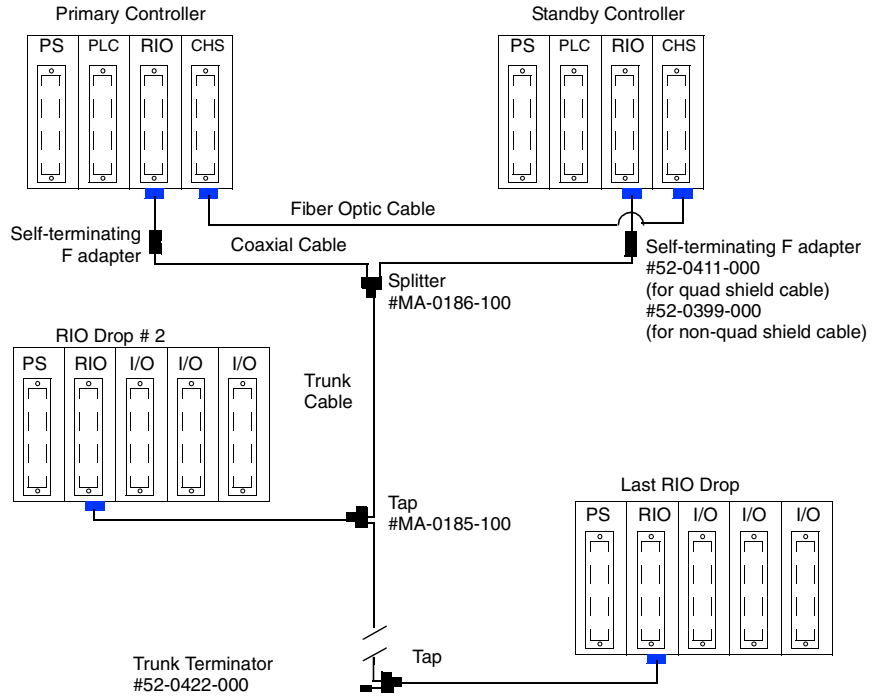 Primary Controller
Standby Controller
PS PLC RIO CHS
PS PLC RIO CHS
Fiber Optic Cable
Self-terminating
F adapter
Coaxial Cable
Self-terminating F adapter
#52-0411-000
(for quad shield cable)
#52-0399-000
(for non-quad shield cable)
Splitter
#MA-0186-100
RIO Drop # 2
PS RIO I/O I/O I/O
Trunk
Cable
Tap
#MA-0185-100
Last RIO Drop
PS RIO I/O I/O I/O
Trunk Terminator
#52-0422-000
Tap